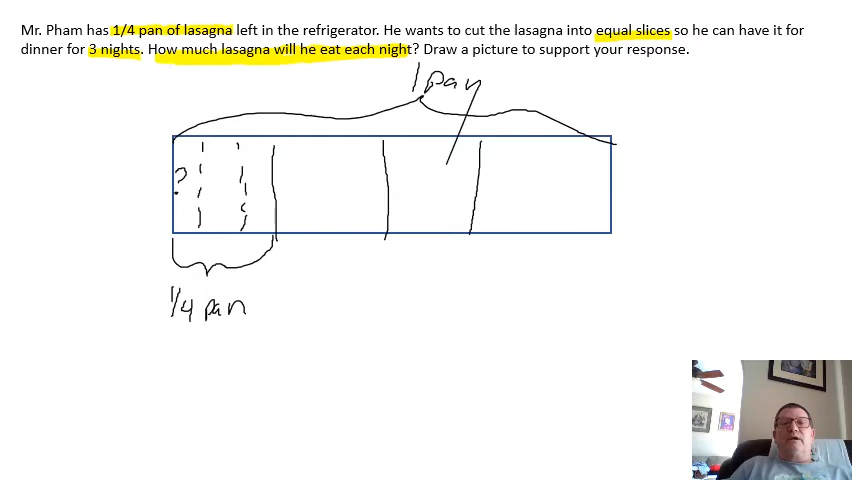 Mr. Pham has 1/4 pan of lasagna left in the refrigerator. He wants to cut the lasagna into equal slices so he can have it for
dinner for 3 nights. How much lasagna will he eat each night? Draw a picture to support your response.
1 pan
?
1/4 pan